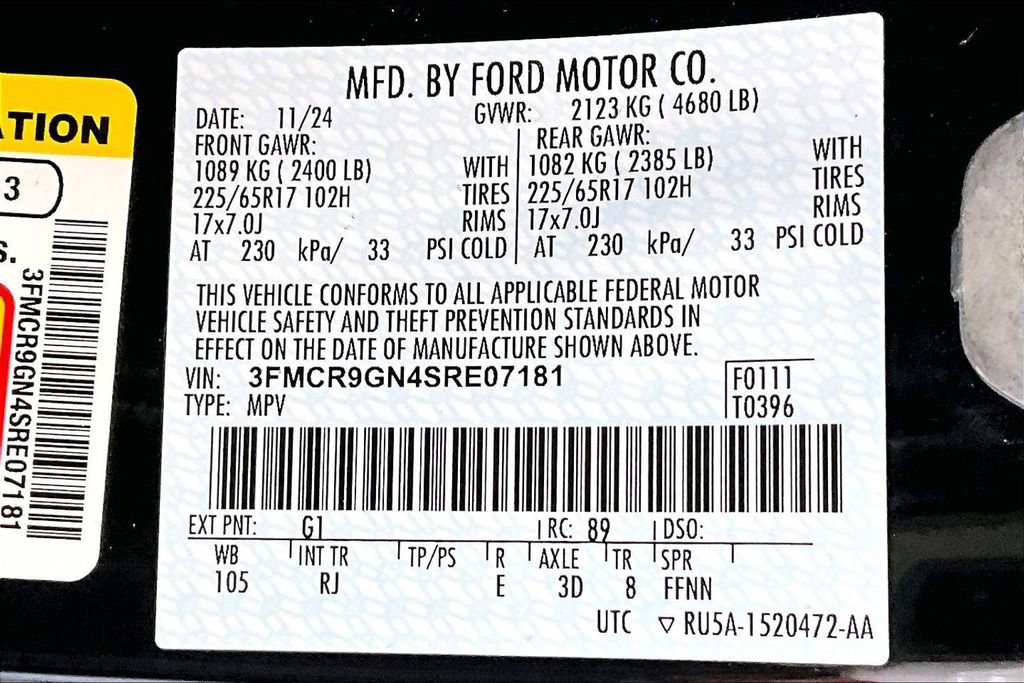 ATION
3
S.
3FMCR9GN4SRE07181
MFD. BY FORD MOTOR CO.
DATE: 11/24 GVWR: 2123 KG ( 4680 LB)
FRONT GAWR: REAR GAWR:
1089 KG ( 2400 LB) WITH 1082 KG ( 2385 LB) WITH
225/65R17 102H TIRES 225/65R17 102H TIRES
17x7.0J RIMS 17x7.0J RIMS
AT 230 kPa/ 33 PSI COLD AT 230 kPa/ 33 PSI COLD
THIS VEHICLE CONFORMS TO ALL APPLICABLE FEDERAL MOTOR
VEHICLE SAFETY AND THEFT PREVENTION STANDARDS IN
EFFECT ON THE DATE OF MANUFACTURE SHOWN ABOVE.
VIN: 3FMCR9GN4SRE07181 F0111
TYPE: MPV T0396
EXT PNT: G1 RC: 89 DSO:
WB INT TR TP/PS R AXLE TR SPR
105 RJ E 3D 8 FFNN
UTC ▽ RU5A-1520472-AA